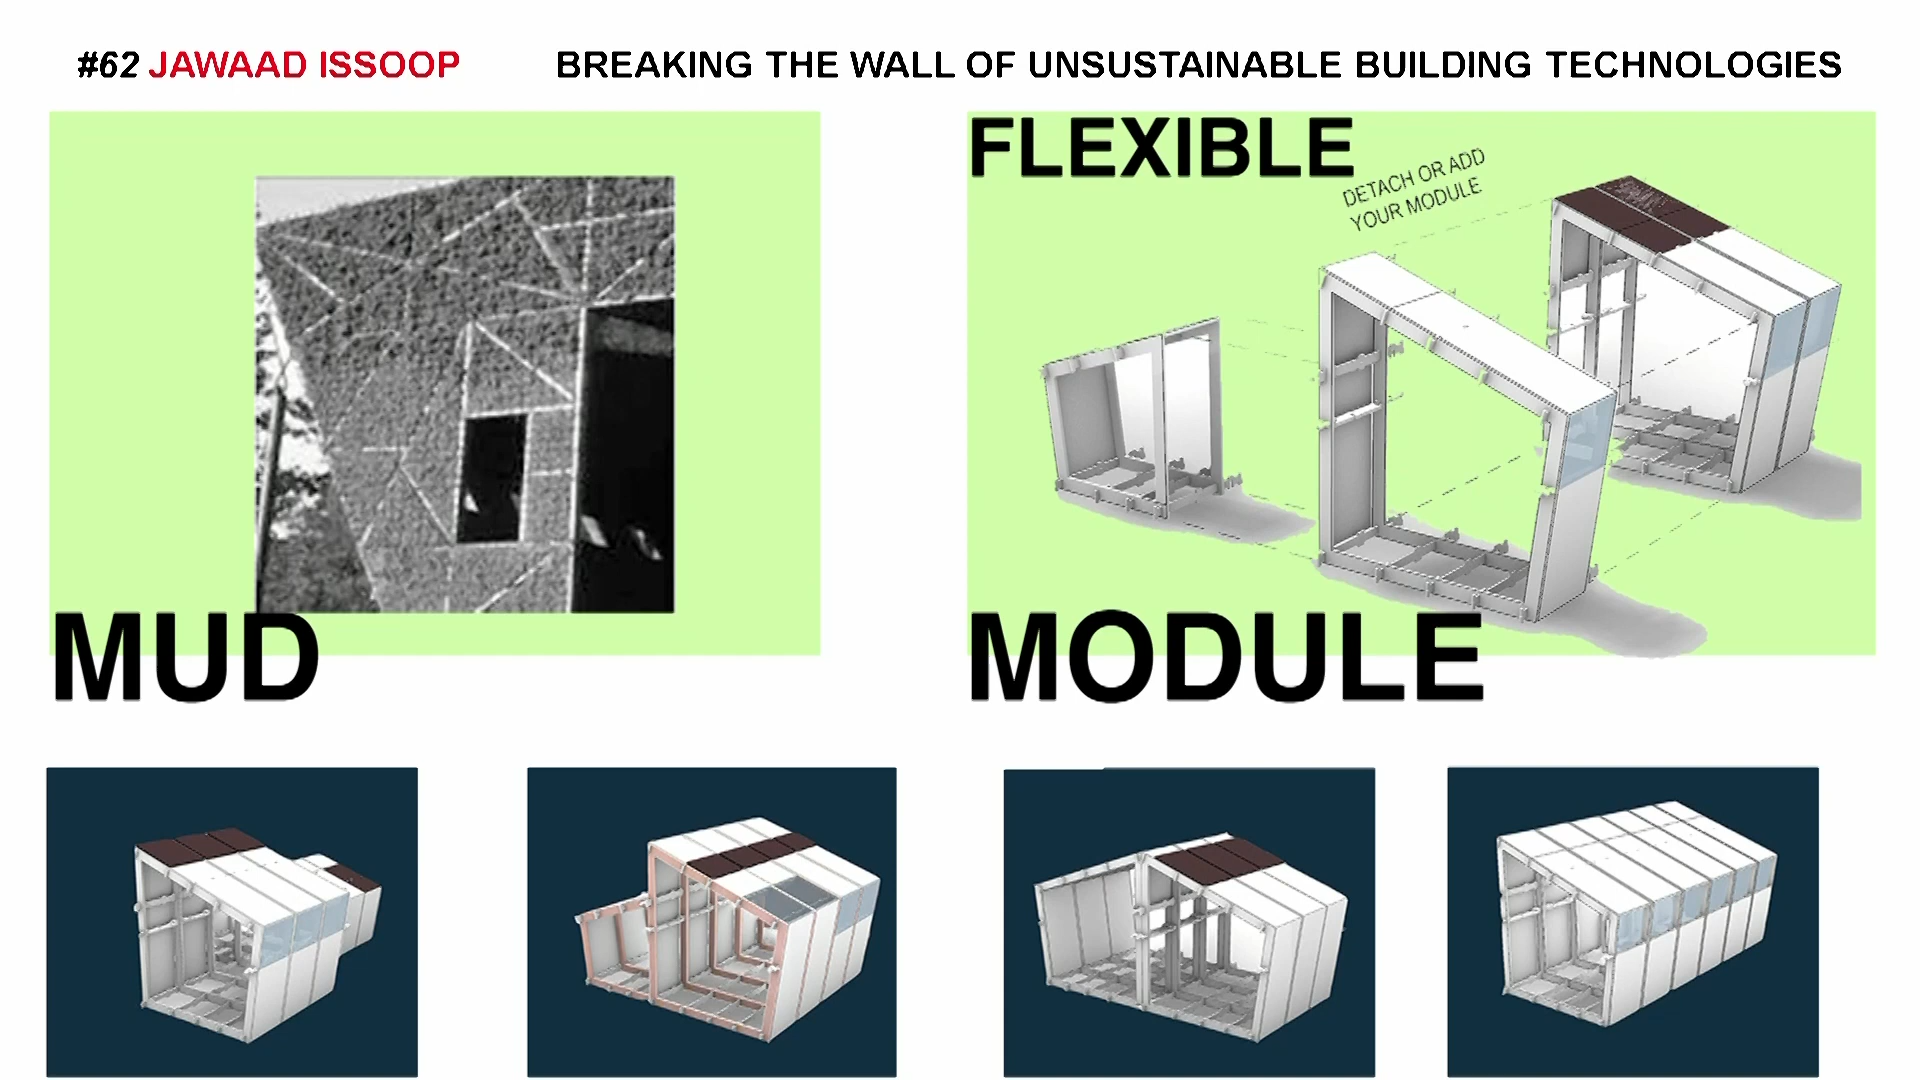 #62 JAWAAD ISSOOP
BREAKING THE WALL OF UNSUSTAINABLE BUILDING TECHNOLOGIES
FLEXIBLE
DETACH OR ADD
YOUR MODULE
MUD
MODULE